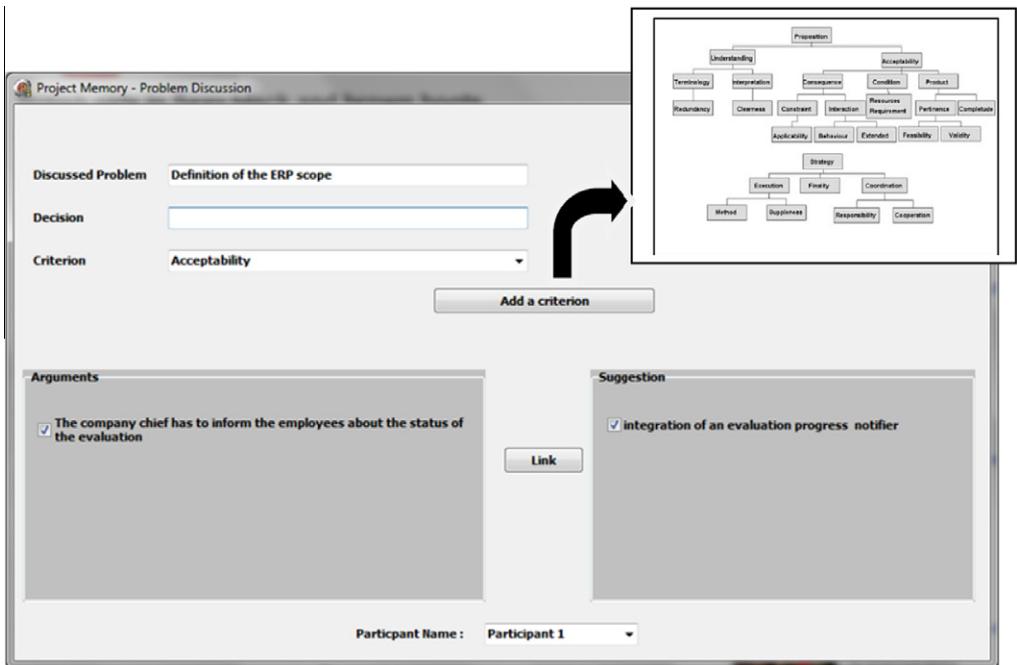 Project Memory - Problem Discussion
Discussed Problem
Definition of the ERP scope
Decision
Criterion
Acceptability
Add a criterion
Proposition
Understanding
Acceptability
Terminology
Interpretation
Consequence
Condition
Product
Redundancy
Clearness
Constraint
Interaction
Resources
Requirement
Pertinence
Completude
Applicability
Behaviour
Extended
Feasibility
Validity
Strategy
Execution
Finality
Coordination
Method
Suppleness
Responsibility
Cooperation
Arguments
The company chief has to inform the employees about the status of
the evaluation
Link
Suggestion
integration of an evaluation progress notifier
Particpant Name :
Participant 1